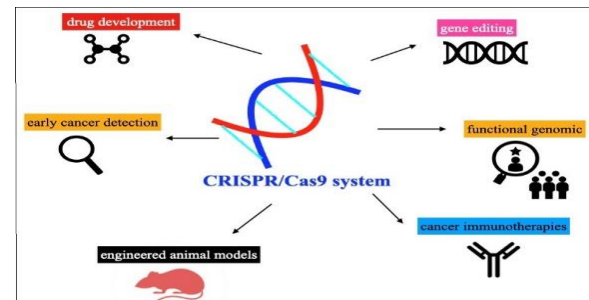 drug development
gene editing
early cancer detection
functional genomic
CRISPR/Cas9 system
cancer immunotherapies
engineered animal models